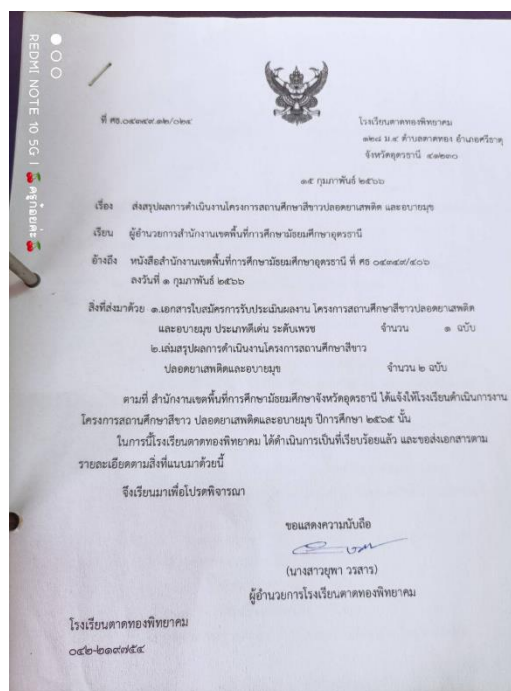 REDMI NOTE 10 5G | ครูก้อยค่ะ
ที่ ศธ.๐๔๓๔๙.๑๒/๐๒๙
โรงเรียนตาดทองพิทยาคม
๑๒๘ ม.๙ ตำบลตาดทอง อำเภอศรีธาตุ
จังหวัดอุดรธานี ๔๑๒๓๐
๑๕ กุมภาพันธ์ ๒๕๖๖
เรื่อง ส่งสรุปผลการดำเนินงานโครงการสถานศึกษาสีขาวปลอดยาเสพติด และอบายมุข
เรียน ผู้อำนวยการสำนักงานเขตพื้นที่การศึกษามัธยมศึกษาอุดรธานี
อ้างถึง หนังสือสำนักงานเขตพื้นที่การศึกษามัธยมศึกษาอุดรธานี ที่ ศธ ๐๔๓๔๙/๔๐๖
ลงวันที่ ๑ กุมภาพันธ์ ๒๕๖๖
สิ่งที่ส่งมาด้วย ๑.เอกสารใบสมัครการรับประเมินผลงาน โครงการสถานศึกษาสีขาวปลอดยาเสพติด
และอบายมุข ประเภทดีเด่น ระดับเพชร จำนวน ๑ ฉบับ
๒.เล่มสรุปผลการดำเนินงานโครงการสถานศึกษาสีขาว
ปลอดยาเสพติดและอบายมุข จำนวน ๒ ฉบับ
ตามที่ สำนักงานเขตพื้นที่การศึกษามัธยมศึกษาจังหวัดอุดรธานี ได้แจ้งให้โรงเรียนดำเนินการงาน
โครงการสถานศึกษาสีขาว ปลอดยาเสพติดและอบายมุข ปีการศึกษา ๒๕๖๕ นั้น
ในการนี้โรงเรียนตาดทองพิทยาคม ได้ดำเนินการเป็นที่เรียบร้อยแล้ว และขอส่งเอกสารตาม
รายละเอียดตามสิ่งที่แนบมาด้วยนี้
จึงเรียนมาเพื่อโปรดพิจารณา
ขอแสดงความนับถือ
(นางสาวยุพา วรสาร)
ผู้อำนวยการโรงเรียนตาดทองพิทยาคม
โรงเรียนตาดทองพิทยาคม
๐๔๒-๒๑๙๗๕๔